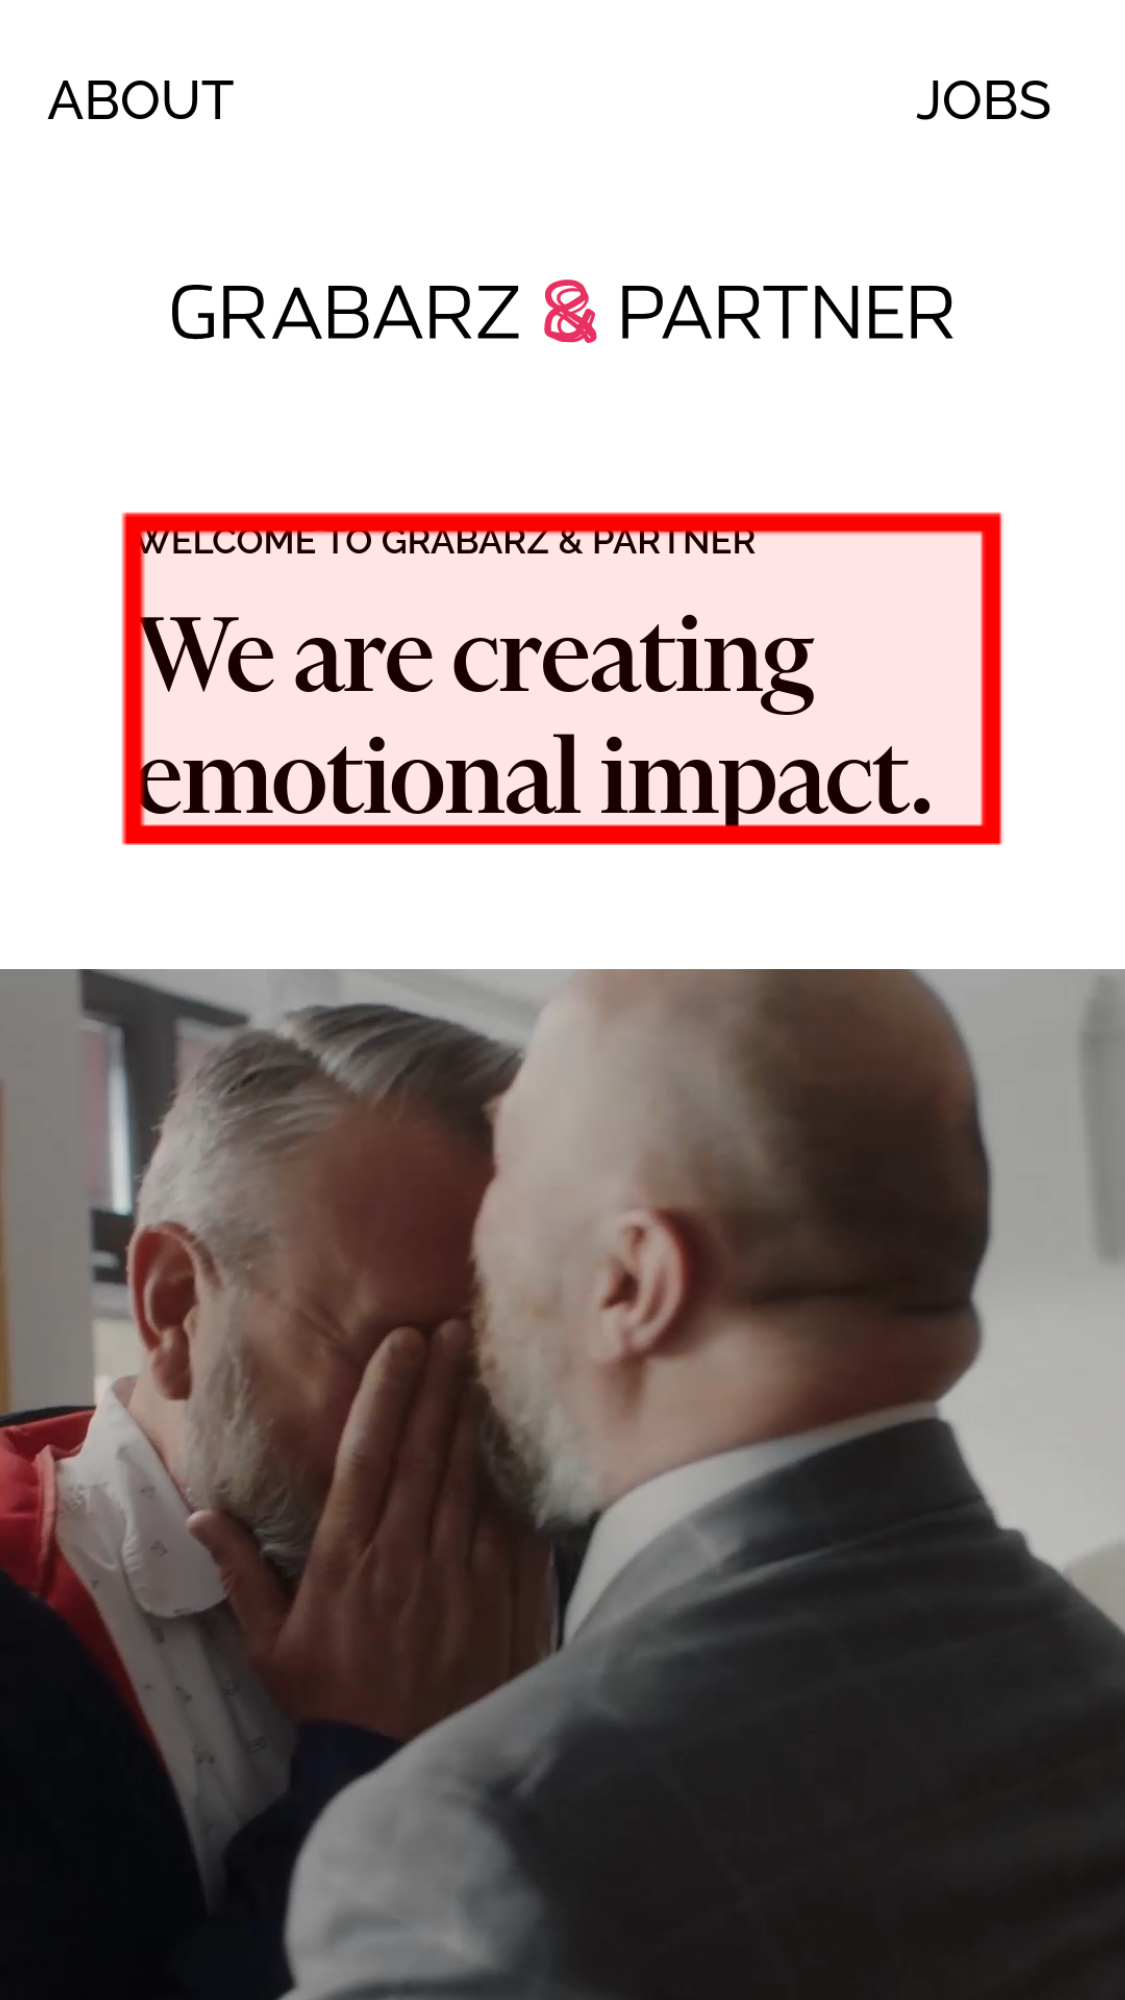 ABOUT
JOBS
GRABARZ & PARTNER
WELCOME TO GRABARZ & PARTNER
We are creating
emotional impact.